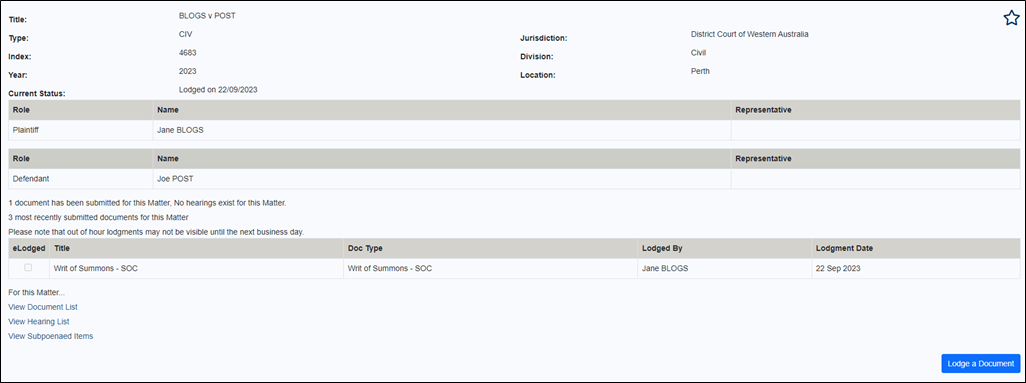 Title: BLOGS v POST
Type: CIV Jurisdiction: District Court of Western Australia
Index: 4683 Division: Civil
Year: 2023 Location: Perth
Current Status: Lodged on 22/09/2023
Role Name Representative
Plaintiff Jane BLOGS
Role Name Representative
Defendant Joe POST
1 document has been submitted for this Matter, No hearings exist for this Matter.
3 most recently submitted documents for this Matter
Please note that out of hour lodgments may not be visible until the next business day.
eLodged Title Doc Type Lodged By Lodgment Date
Writ of Summons - SOC Writ of Summons - SOC Jane BLOGS 22 Sep 2023
For this Matter...
View Document List
View Hearing List
View Subpoenaed Items
Lodge a Document